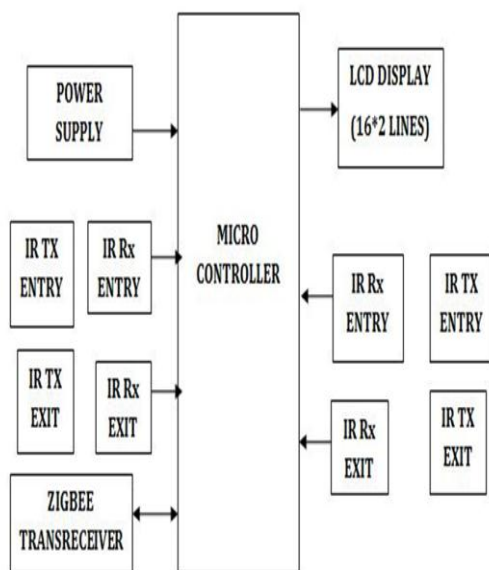 POWER
SUPPLY
LCD DISPLAY
(16*2 LINES)
MICRO
CONTROLLER
IR TX
ENTRY
IR Rx
ENTRY
IR Rx
ENTRY
IR TX
ENTRY
IR TX
EXIT
IR Rx
EXIT
IR Rx
EXIT
IR TX
EXIT
ZIGBEE
TRANSRECEIVER